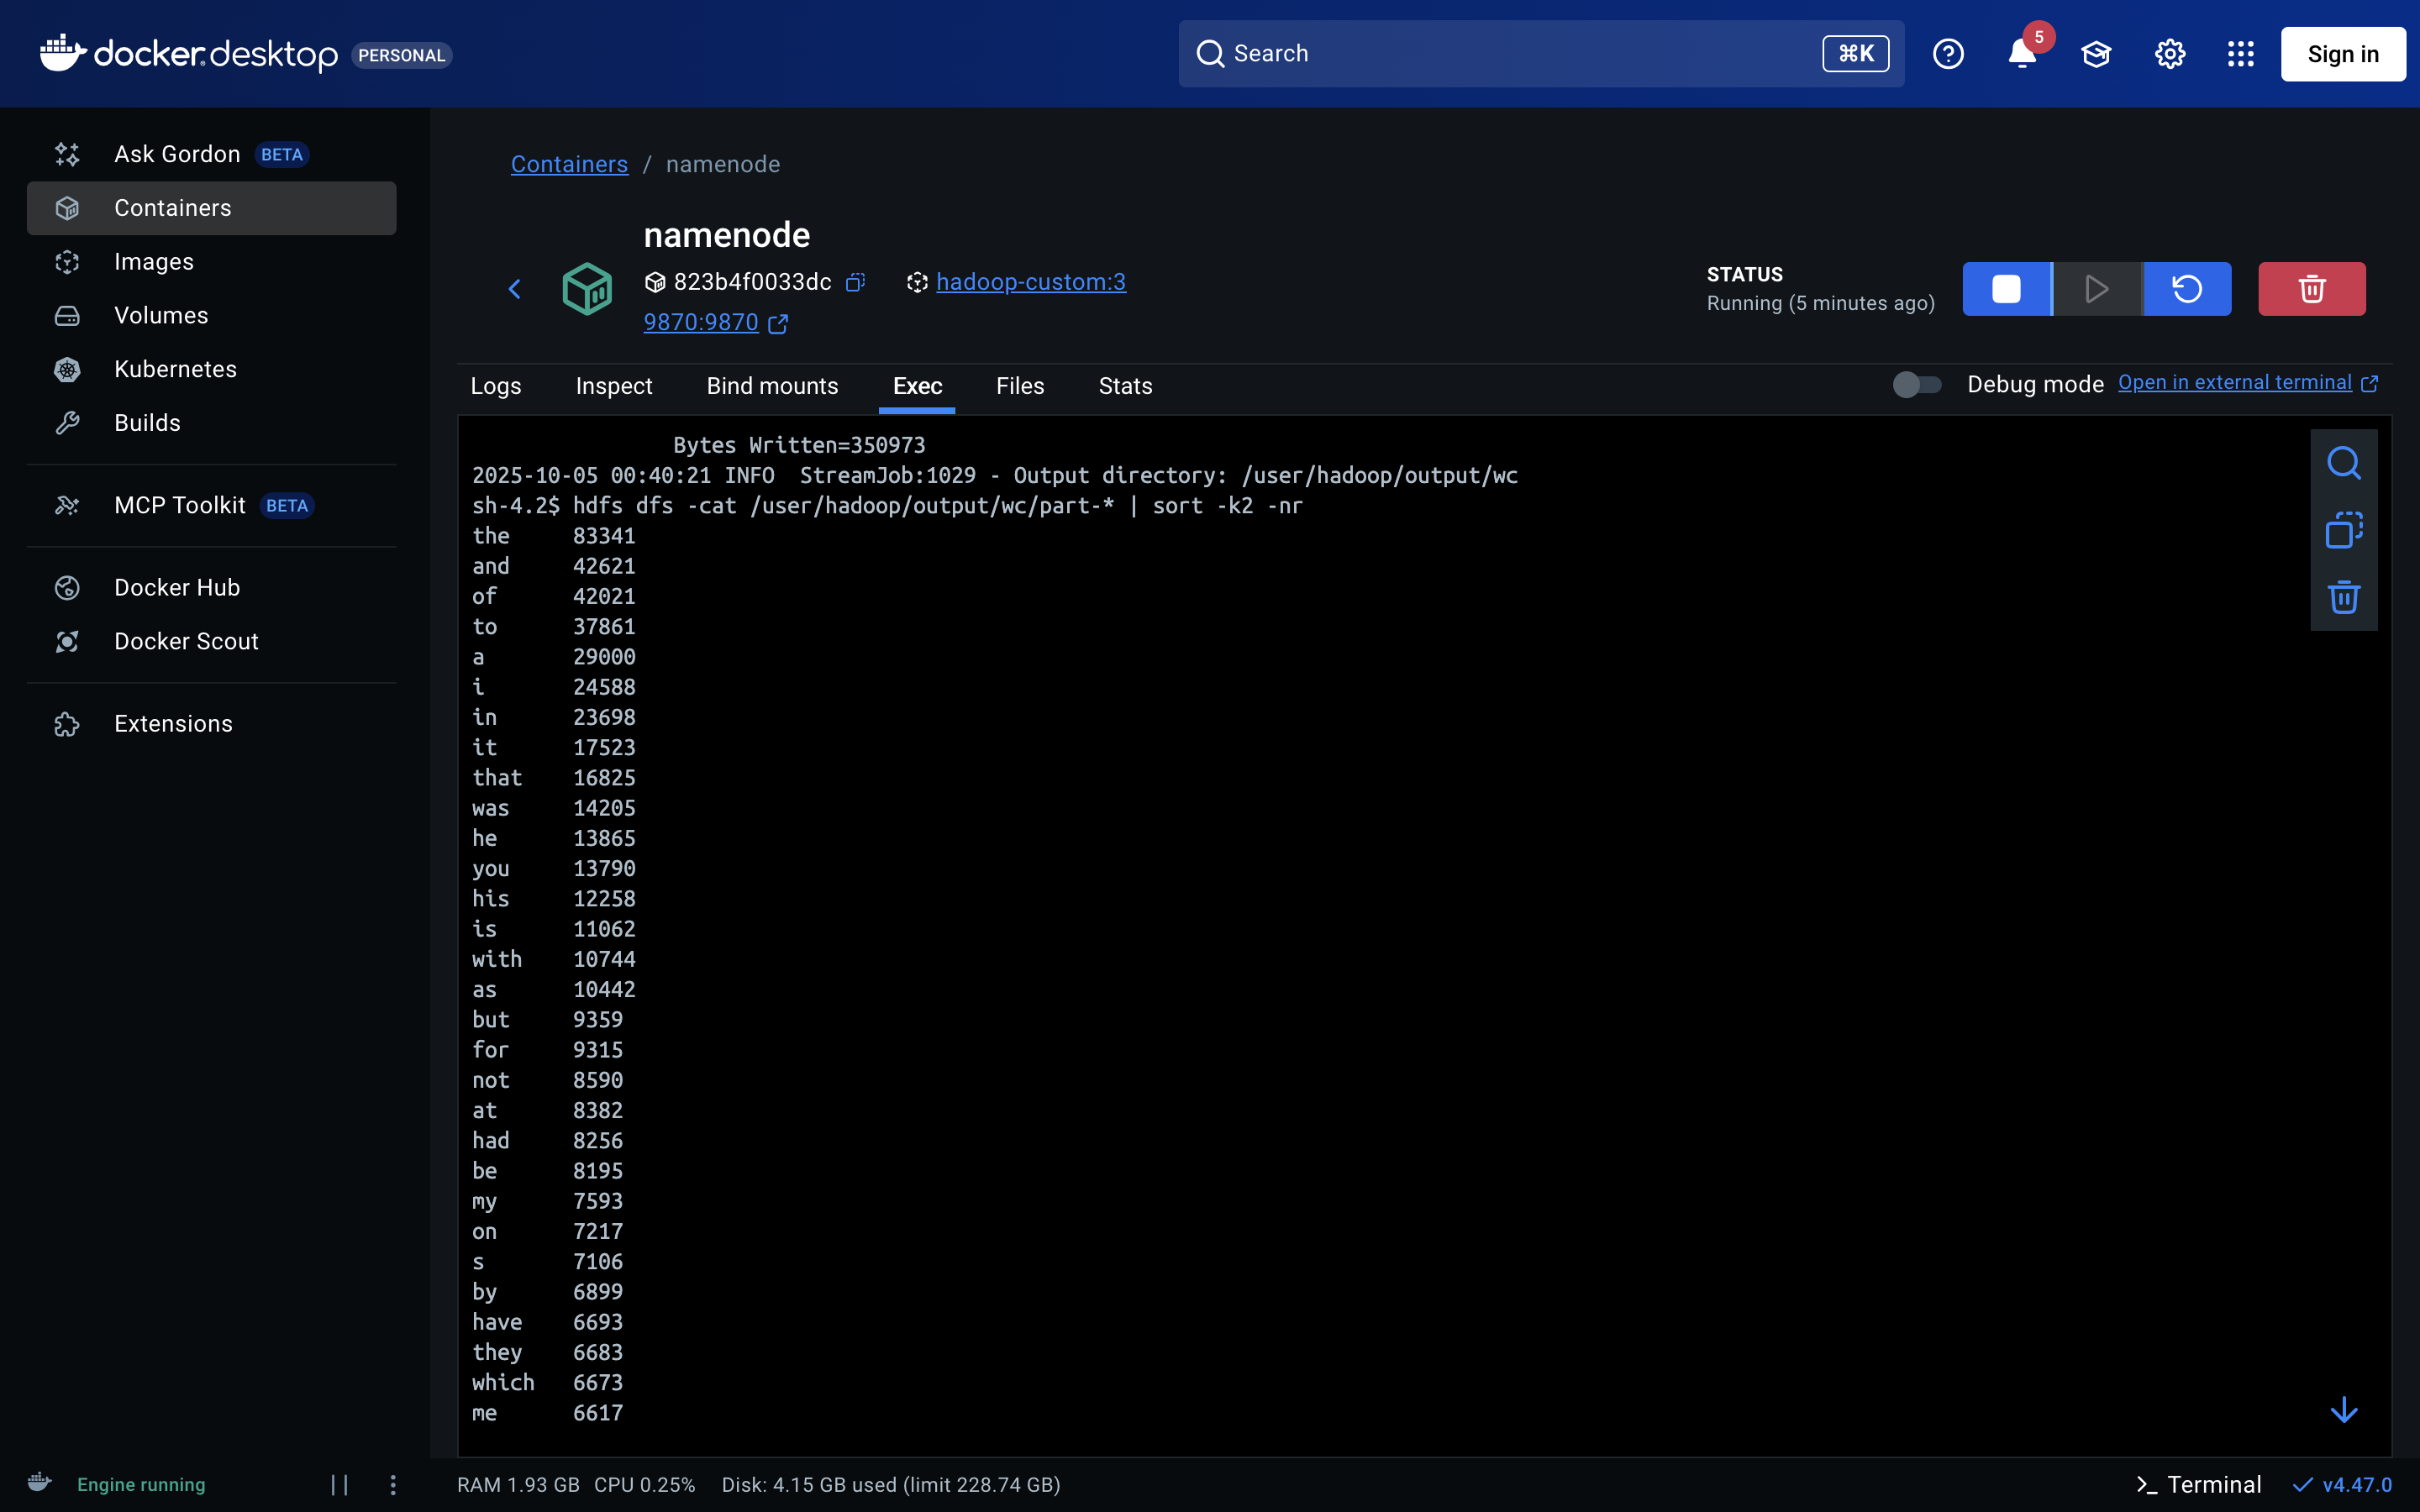 docker desktop PERSONAL
Search
⌘K
5
Sign in
Ask Gordon BETA
Containers
Images
Volumes
Kubernetes
Builds
MCP Toolkit BETA
Docker Hub
Docker Scout
Extensions
Containers / namenode
namenode
823b4f0033dc
hadoop-custom:3
9870:9870
STATUS
Running (5 minutes ago)
Logs
Inspect
Bind mounts
Exec
Files
Stats
Debug mode
Open in external terminal
Bytes Written=350973
2025-10-05 00:40:21 INFO  StreamJob:1029 - Output directory: /user/hadoop/output/wc
sh-4.2$ hdfs dfs -cat /user/hadoop/output/wc/part-* | sort -k2 -nr
the 83341
and 42621
of 42021
to 37861
a 29000
i 24588
in 23698
it 17523
that 16825
was 14205
he 13865
you 13790
his 12258
is 11062
with 10744
as 10442
but 9359
for 9315
not 8590
at 8382
had 8256
be 8195
my 7593
on 7217
s 7106
by 6899
have 6693
they 6683
which 6673
me 6617
Engine running
RAM 1.93 GB CPU 0.25% Disk: 4.15 GB used (limit 228.74 GB)
Terminal
v4.47.0